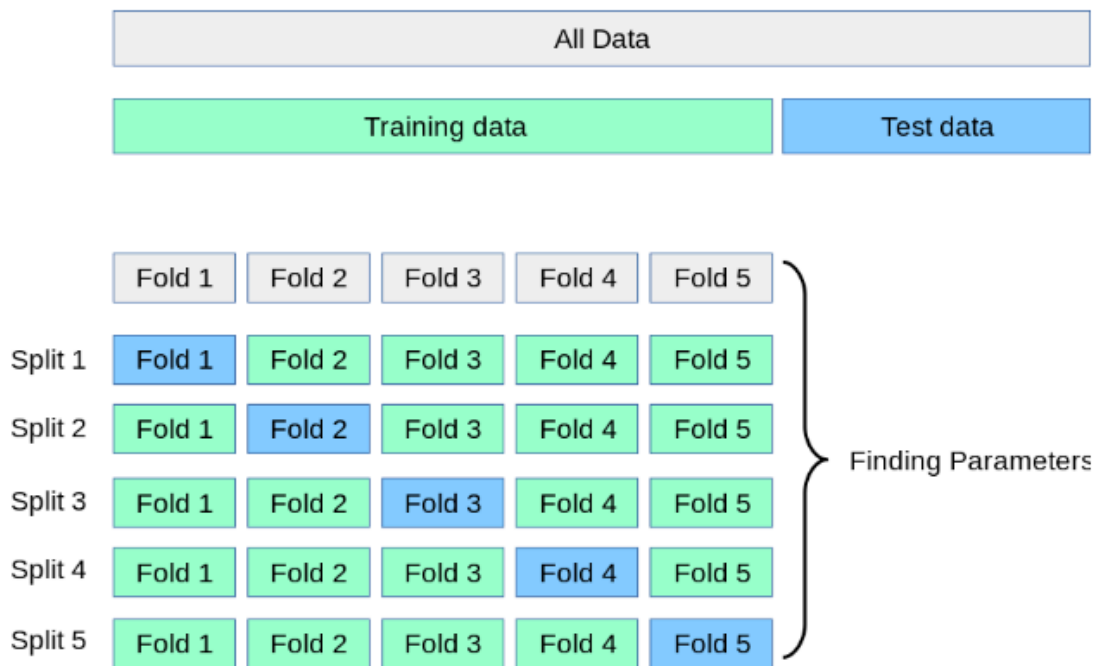 All Data
Training data Test data
Fold 1 Fold 2 Fold 3 Fold 4 Fold 5
Split 1 Fold 1 Fold 2 Fold 3 Fold 4 Fold 5
Split 2 Fold 1 Fold 2 Fold 3 Fold 4 Fold 5
Finding Parameters
Split 3 Fold 1 Fold 2 Fold 3 Fold 4 Fold 5
Split 4 Fold 1 Fold 2 Fold 3 Fold 4 Fold 5
Split 5 Fold 1 Fold 2 Fold 3 Fold 4 Fold 5